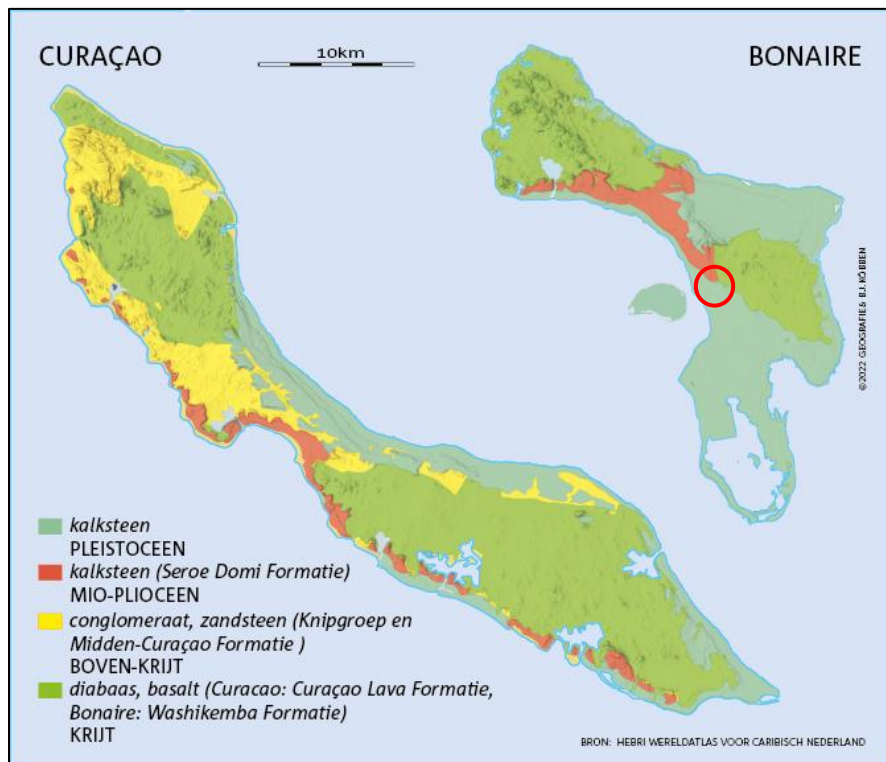 CURAÇAO
10km
BONAIRE
©2022 GEOGRAFIE & B.J. KÖBBEN
kalksteen
PLEISTOCEEN
kalksteen (Seroe Domi Formatie)
MIO-PLIOCEEN
conglomeraat, zandsteen (Knipgroep en
Midden-Curaçao Formatie )
BOVEN-KRIJT
diabaas, basalt (Curacao: Curaçao Lava Formatie,
Bonaire: Washikemba Formatie)
KRIJT
BRON: HEBRI WERELDATLAS VOOR CARIBISCH NEDERLAND